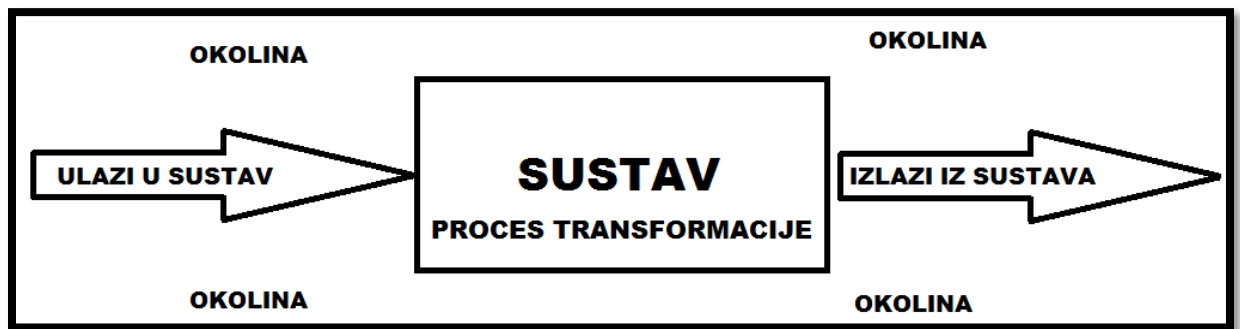 OKOLINA
OKOLINA
ULAZI U SUSTAV
SUSTAV
PROCES TRANSFORMACIJE
IZLAZI IZ SUSTAVA
OKOLINA
OKOLINA